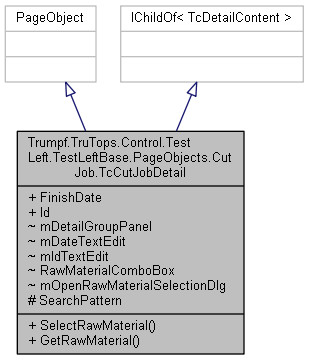 PageObject
IChildOf< TcDetailContent >
Trumpf.TruTops.Control.Test
Left.TestLeftBase.PageObjects.Cut
Job.TcCutJobDetail
+ FinishDate
+ Id
~ mDetailGroupPanel
~ mDateTextEdit
~ mIdTextEdit
~ RawMaterialComboBox
~ mOpenRawMaterialSelectionDlg
# SearchPattern
+ SelectRawMaterial()
+ GetRawMaterial()